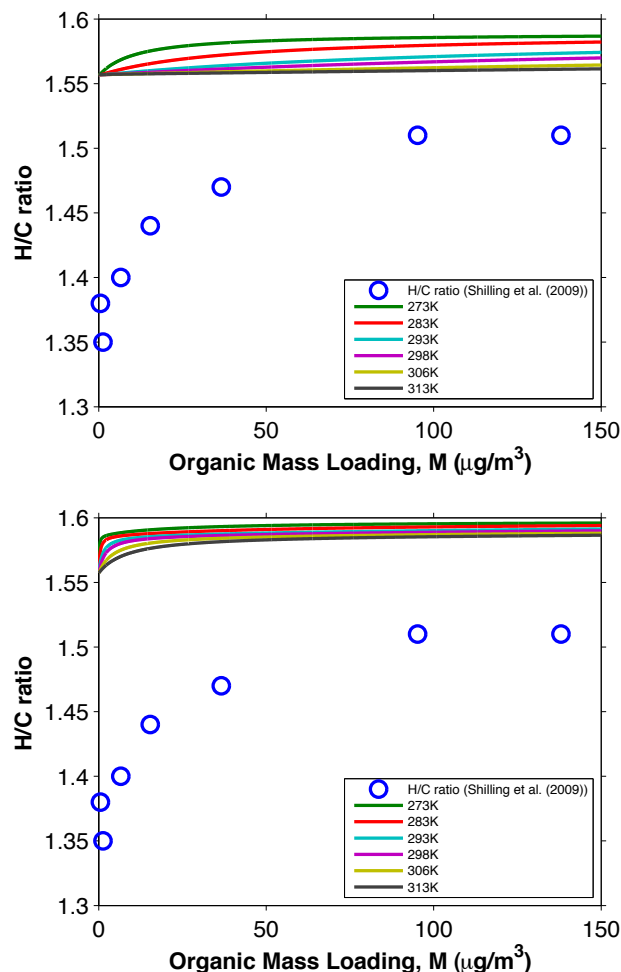 1.6
1.55
1.5
1.45
1.4
1.35
1.3
H/C ratio
H/C ratio (Shilling et al. (2009))
273K
283K
293K
298K
306K
313K
0 50 100 150
Organic Mass Loading, M (μg/m³)
1.6
1.55
1.5
1.45
1.4
1.35
1.3
H/C ratio
H/C ratio (Shilling et al. (2009))
273K
283K
293K
298K
306K
313K
0 50 100 150
Organic Mass Loading, M (μg/m³)